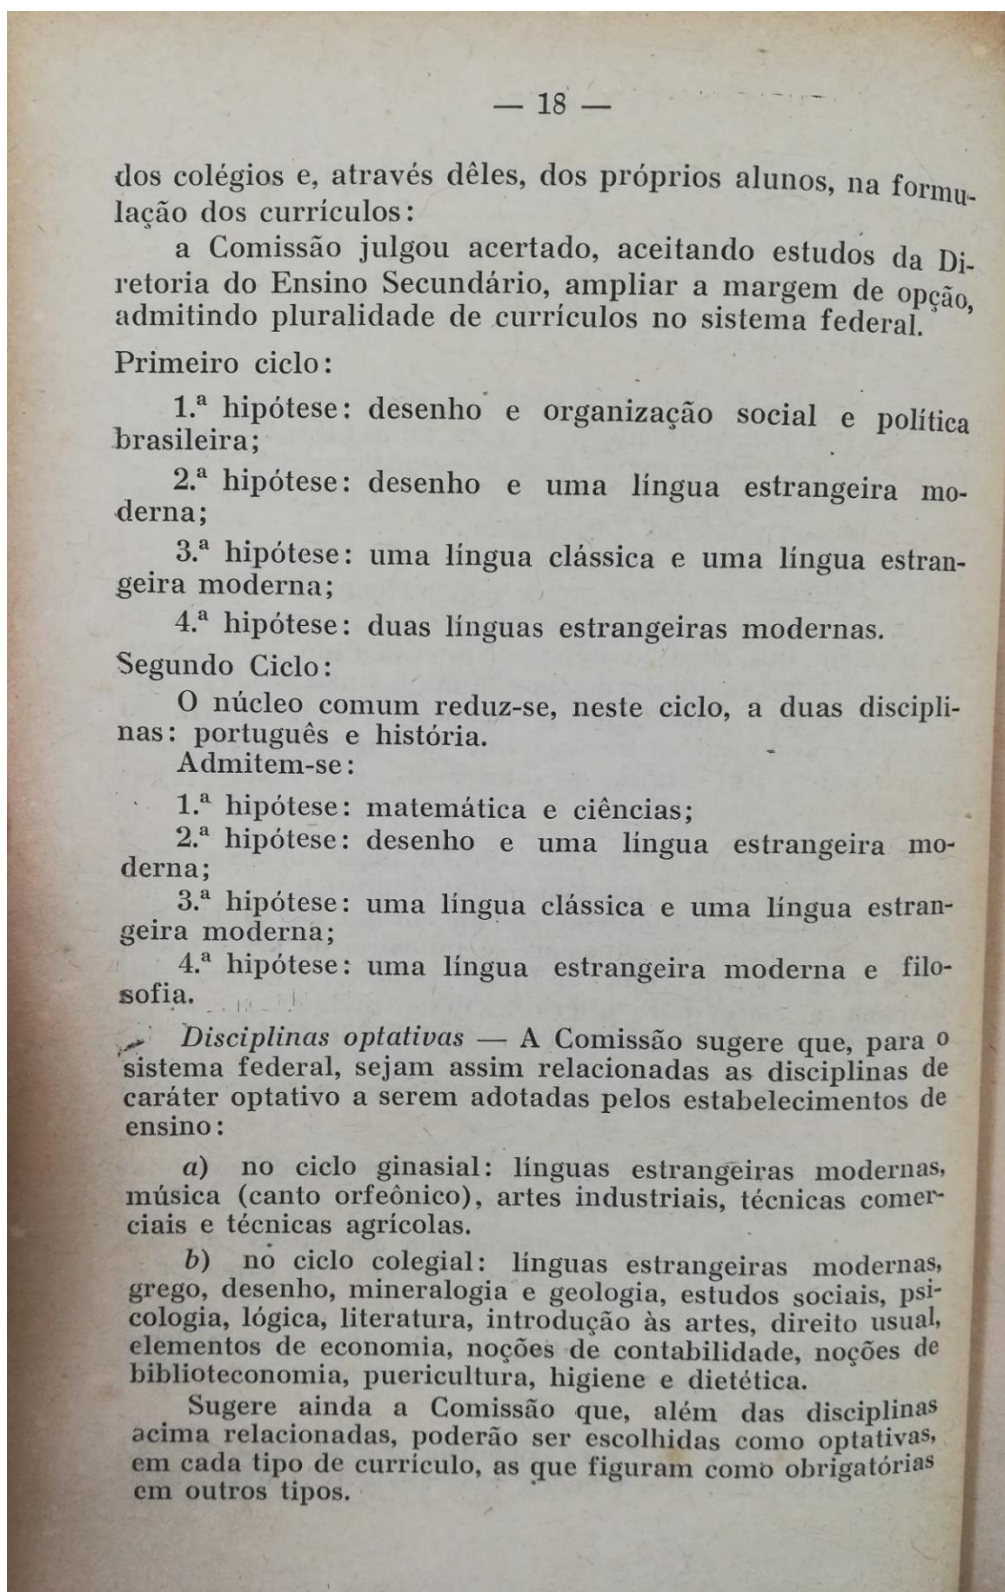 — 18 —
dos colégios e, através dêles, dos próprios alunos, na formu-
lação dos currículos:
a Comissão julgou acertado, aceitando estudos da Di-
retoria do Ensino Secundário, ampliar a margem de opção,
admitindo pluralidade de currículos no sistema federal.
Primeiro ciclo:
1.ª hipótese: desenho e organização social e política
brasileira;
2.ª hipótese: desenho e uma língua estrangeira mo-
derna;
3.ª hipótese: uma língua clássica e uma língua estran-
geira moderna;
4.ª hipótese: duas línguas estrangeiras modernas.
Segundo Ciclo:
O núcleo comum reduz-se, neste ciclo, a duas discipli-
nas: português e história.
Admitem-se:
1.ª hipótese: matemática e ciências;
2.ª hipótese: desenho e uma língua estrangeira mo-
derna;
3.ª hipótese: uma língua clássica e uma língua estran-
geira moderna;
4.ª hipótese: uma língua estrangeira moderna e filo-
sofia.
Disciplinas optativas — A Comissão sugere que, para o
sistema federal, sejam assim relacionadas as disciplinas de
caráter optativo a serem adotadas pelos estabelecimentos de
ensino:
a) no ciclo ginasial: línguas estrangeiras modernas,
música (canto orfeônico), artes industriais, técnicas comer-
ciais e técnicas agrícolas.
b) no ciclo colegial: línguas estrangeiras modernas,
grego, desenho, mineralogia e geologia, estudos sociais, psi-
cologia, lógica, literatura, introdução às artes, direito usual,
elementos de economia, noções de contabilidade, noções de
biblioteconomia, puericultura, higiene e dietética.
Sugere ainda a Comissão que, além das disciplinas
acima relacionadas, poderão ser escolhidas como optativas,
em cada tipo de currículo, as que figuram como obrigatórias
em outros tipos.